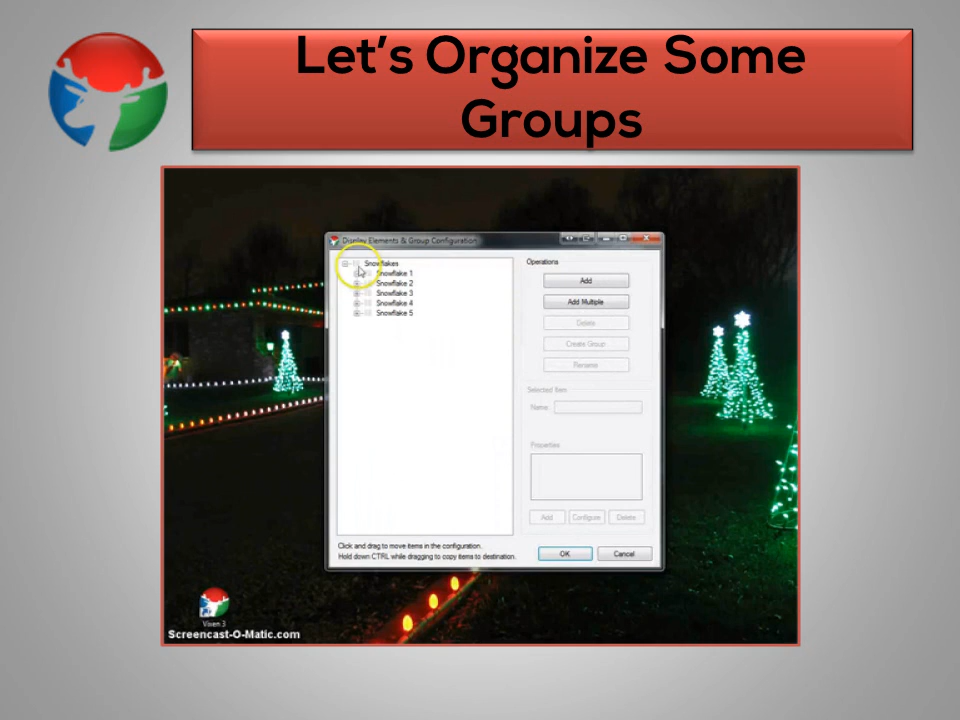 Let's Organize Some
Groups
Display Elements & Group Configuration
Snowflakes
Snowflake 1
Snowflake 2
Snowflake 3
Snowflake 4
Snowflake 5
Operations
Add
Add Multiple
Delete
Create Group
Rename
Selected Item
Name:
Properties
Add Configure Delete
Click and drag to move items in the configuration.
Hold down CTRL while dragging to copy items to destination.
OK Cancel
Vixen 3
Screencast-O-Matic.com